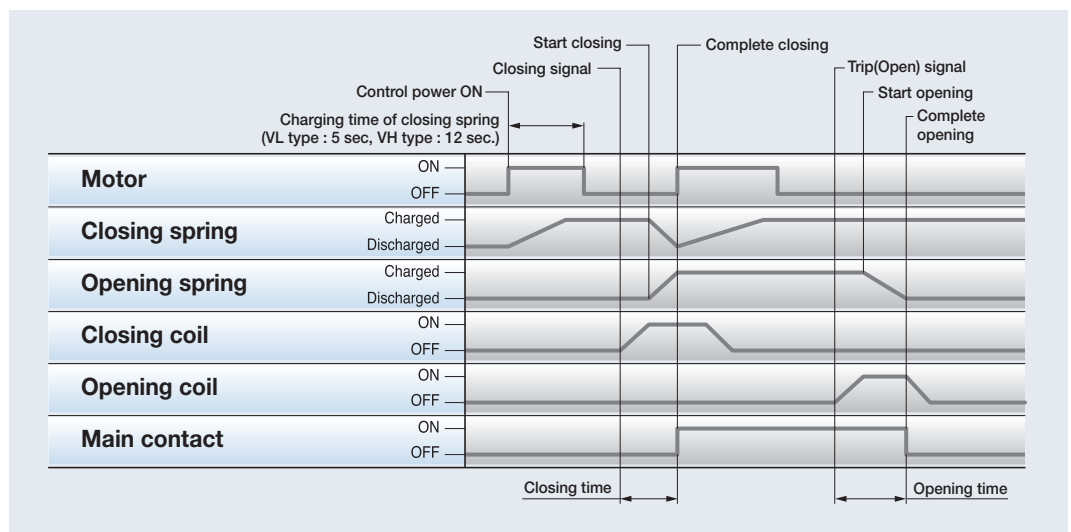 Start closing
Complete closing
Closing signal
Trip(Open) signal
Control power ON
Start opening
Charging time of closing spring
(VL type : 5 sec, VH type : 12 sec.)
Complete
opening
Motor
ON
OFF
Closing spring
Charged
Discharged
Opening spring
Charged
Discharged
Closing coil
ON
OFF
Opening coil
ON
OFF
Main contact
ON
OFF
Closing time
Opening time